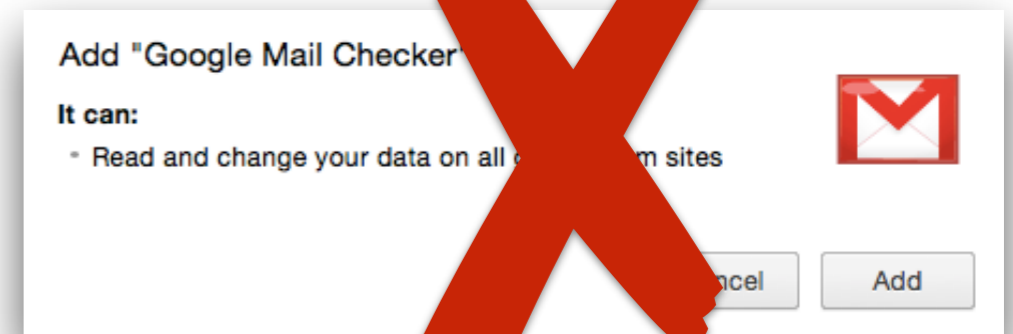 Add "Google Mail Checker"
It can:
Read and change your data on all sites
Add